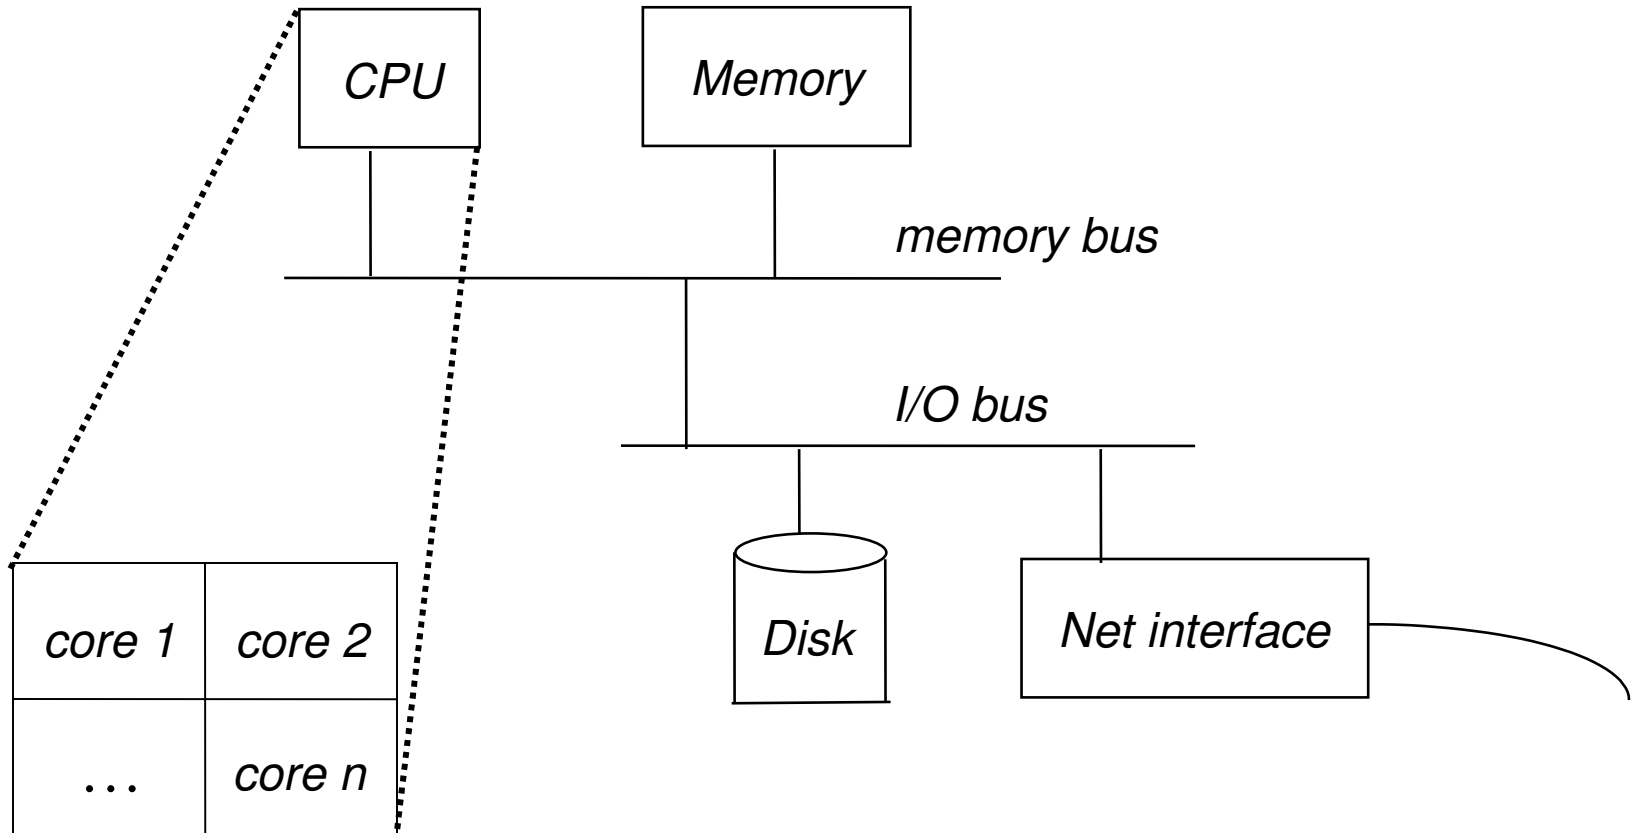 CPU
Memory
memory bus
I/O bus
core 1
core 2
Disk
Net interface
...
core n